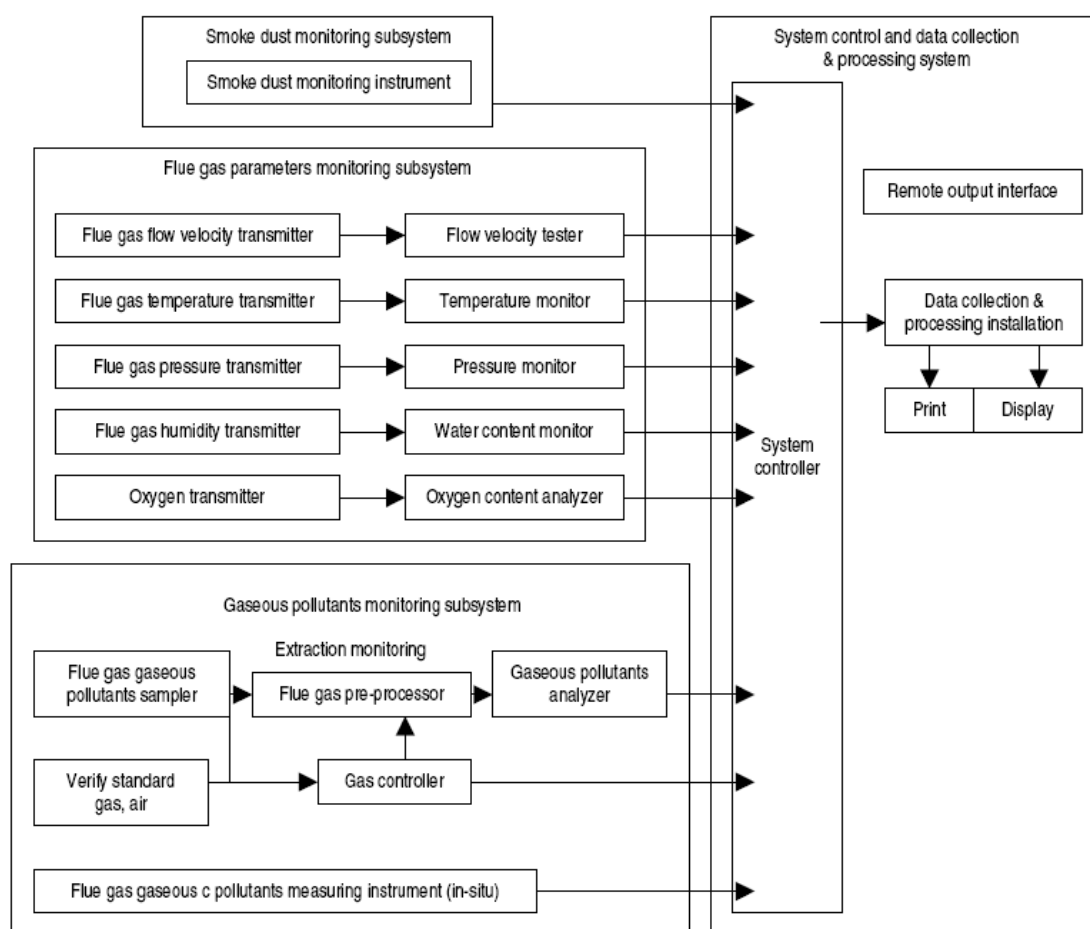 Smoke dust monitoring subsystem
Smoke dust monitoring instrument
System control and data collection
& processing system
Flue gas parameters monitoring subsystem
Flue gas flow velocity transmitter
Flow velocity tester
Flue gas temperature transmitter
Temperature monitor
Flue gas pressure transmitter
Pressure monitor
Flue gas humidity transmitter
Water content monitor
Oxygen transmitter
Oxygen content analyzer
System
controller
Remote output interface
Data collection &
processing installation
Print
Display
Gaseous pollutants monitoring subsystem
Extraction monitoring
Flue gas gaseous
pollutants sampler
Flue gas pre-processor
Gaseous pollutants
analyzer
Verify standard
gas, air
Gas controller
Flue gas gaseous c pollutants measuring instrument (in-situ)